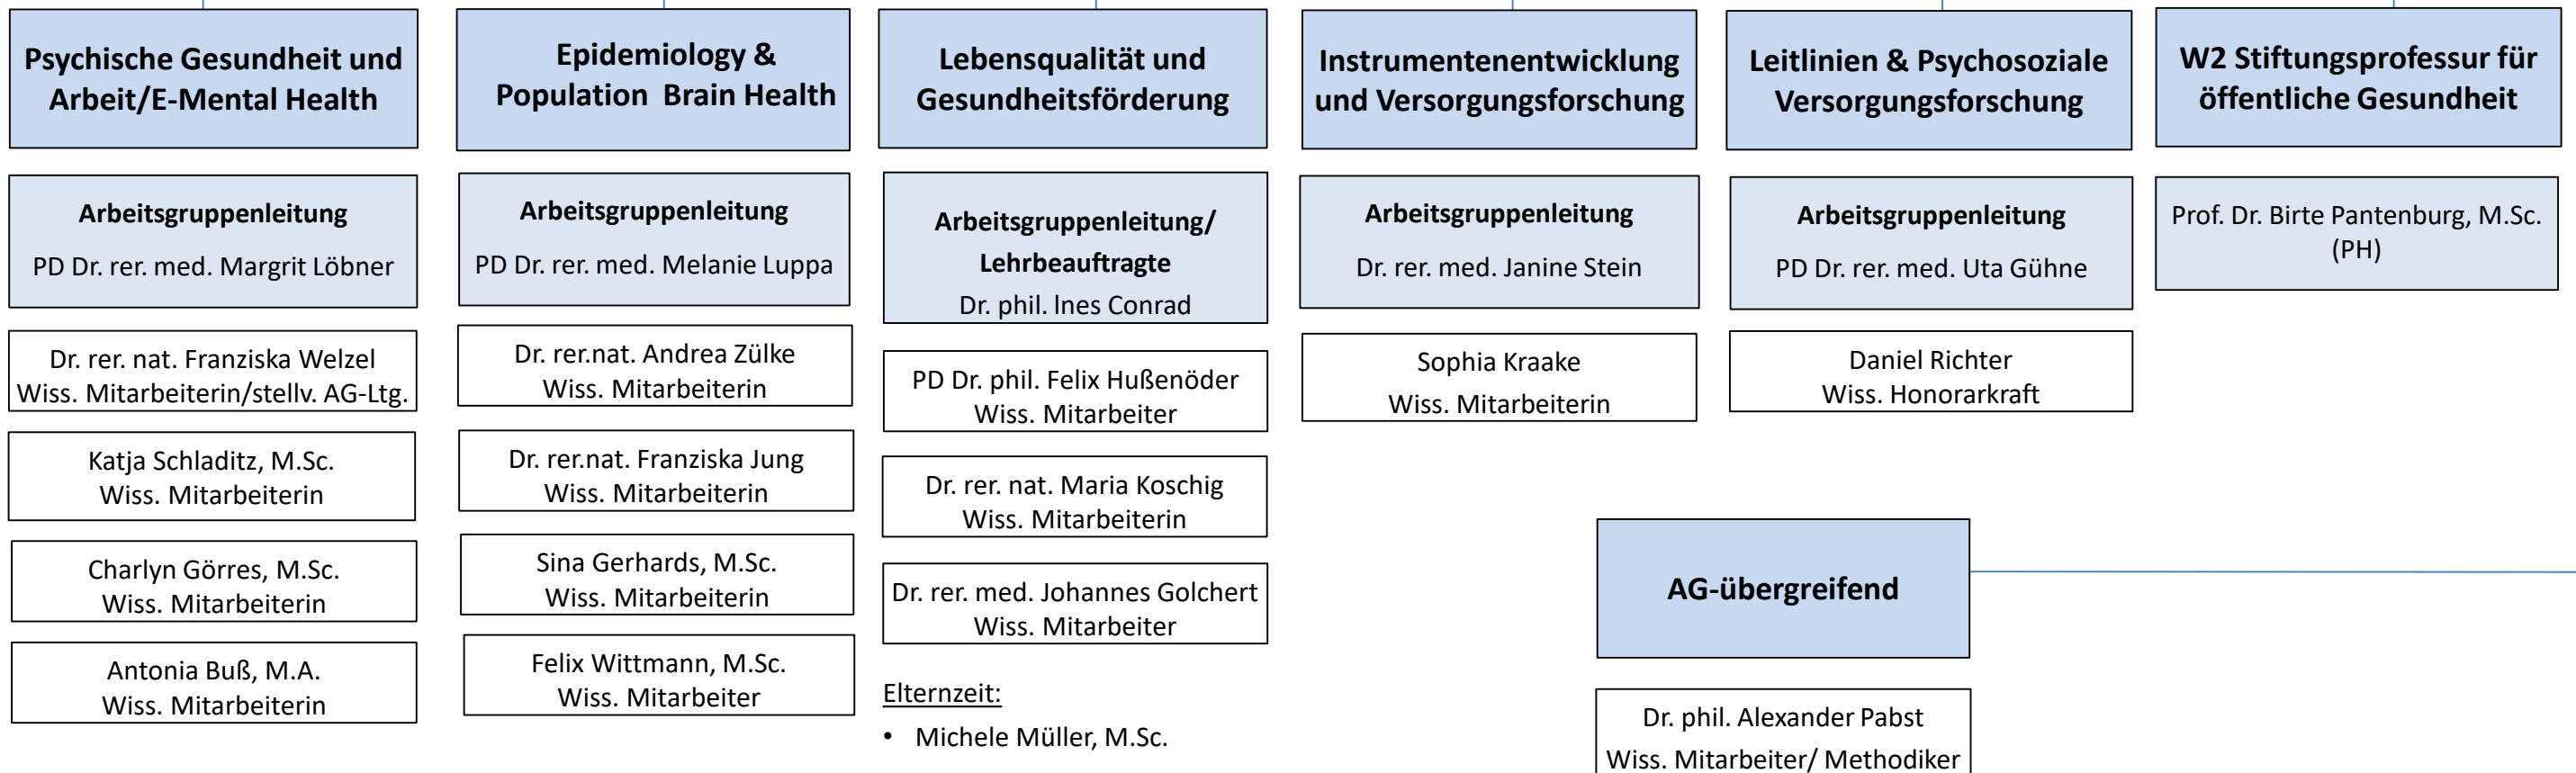 Psychische Gesundheit und
Arbeit/E-Mental Health
Arbeitsgruppenleitung
PD Dr. rer. med. Margrit Löbner
Dr. rer. nat. Franziska Welzel
Wiss. Mitarbeiterin/stellv. AG-Ltg.
Katja Schladitz, M.Sc.
Wiss. Mitarbeiterin
Charlyn Görres, M.Sc.
Wiss. Mitarbeiterin
Antonia Buß, M.A.
Wiss. Mitarbeiterin
Epidemiology &
Population Brain Health
Arbeitsgruppenleitung
PD Dr. rer. med. Melanie Luppa
Dr. rer.nat. Andrea Zülke
Wiss. Mitarbeiterin
Dr. rer.nat. Franziska Jung
Wiss. Mitarbeiterin
Sina Gerhards, M.Sc.
Wiss. Mitarbeiterin
Felix Wittmann, M.Sc.
Wiss. Mitarbeiter
Lebensqualität und
Gesundheitsförderung
Arbeitsgruppenleitung/
Lehrbeauftragte
Dr. phil. Ines Conrad
PD Dr. phil. Felix Hußenöder
Wiss. Mitarbeiter
Dr. rer. nat. Maria Koschig
Wiss. Mitarbeiterin
Dr. rer. med. Johannes Golchert
Wiss. Mitarbeiter
Elternzeit:
• Michele Müller, M.Sc.
Instrumentenentwicklung
und Versorgungsforschung
Arbeitsgruppenleitung
Dr. rer. med. Janine Stein
Sophia Kraake
Wiss. Mitarbeiterin
Leitlinien & Psychosoziale
Versorgungsforschung
Arbeitsgruppenleitung
PD Dr. rer. med. Uta Gühne
Daniel Richter
Wiss. Honorarkraft
W2 Stiftungsprofessur für
öffentliche Gesundheit
Prof. Dr. Birte Pantenburg, M.Sc.
(PH)
AG-übergreifend
Dr. phil. Alexander Pabst
Wiss. Mitarbeiter/ Methodiker